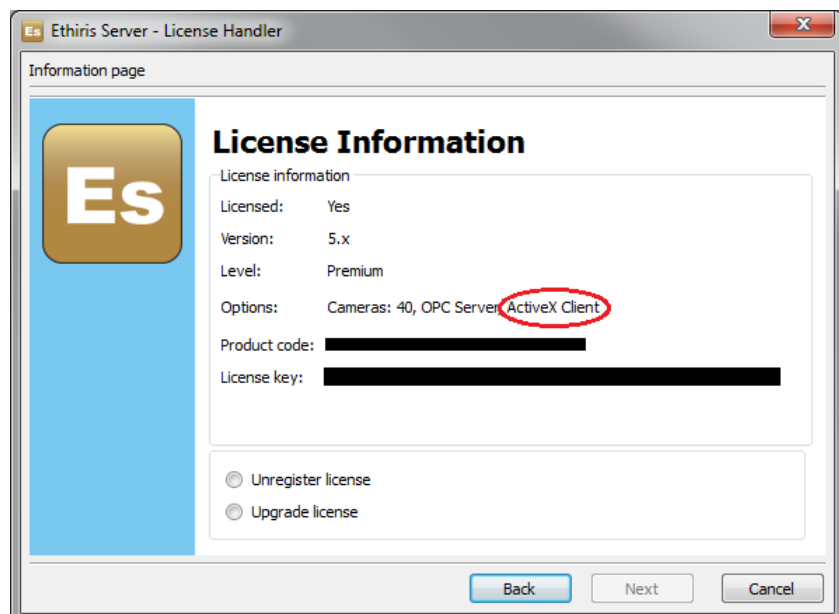 Es Ethiris Server - License Handler
Information page
Es
License Information
License information
Licensed: Yes
Version: 5.x
Level: Premium
Options: Cameras: 40, OPC Server, ActiveX Client
Product code:
License key:
Unregister license
Upgrade license
Back Next Cancel